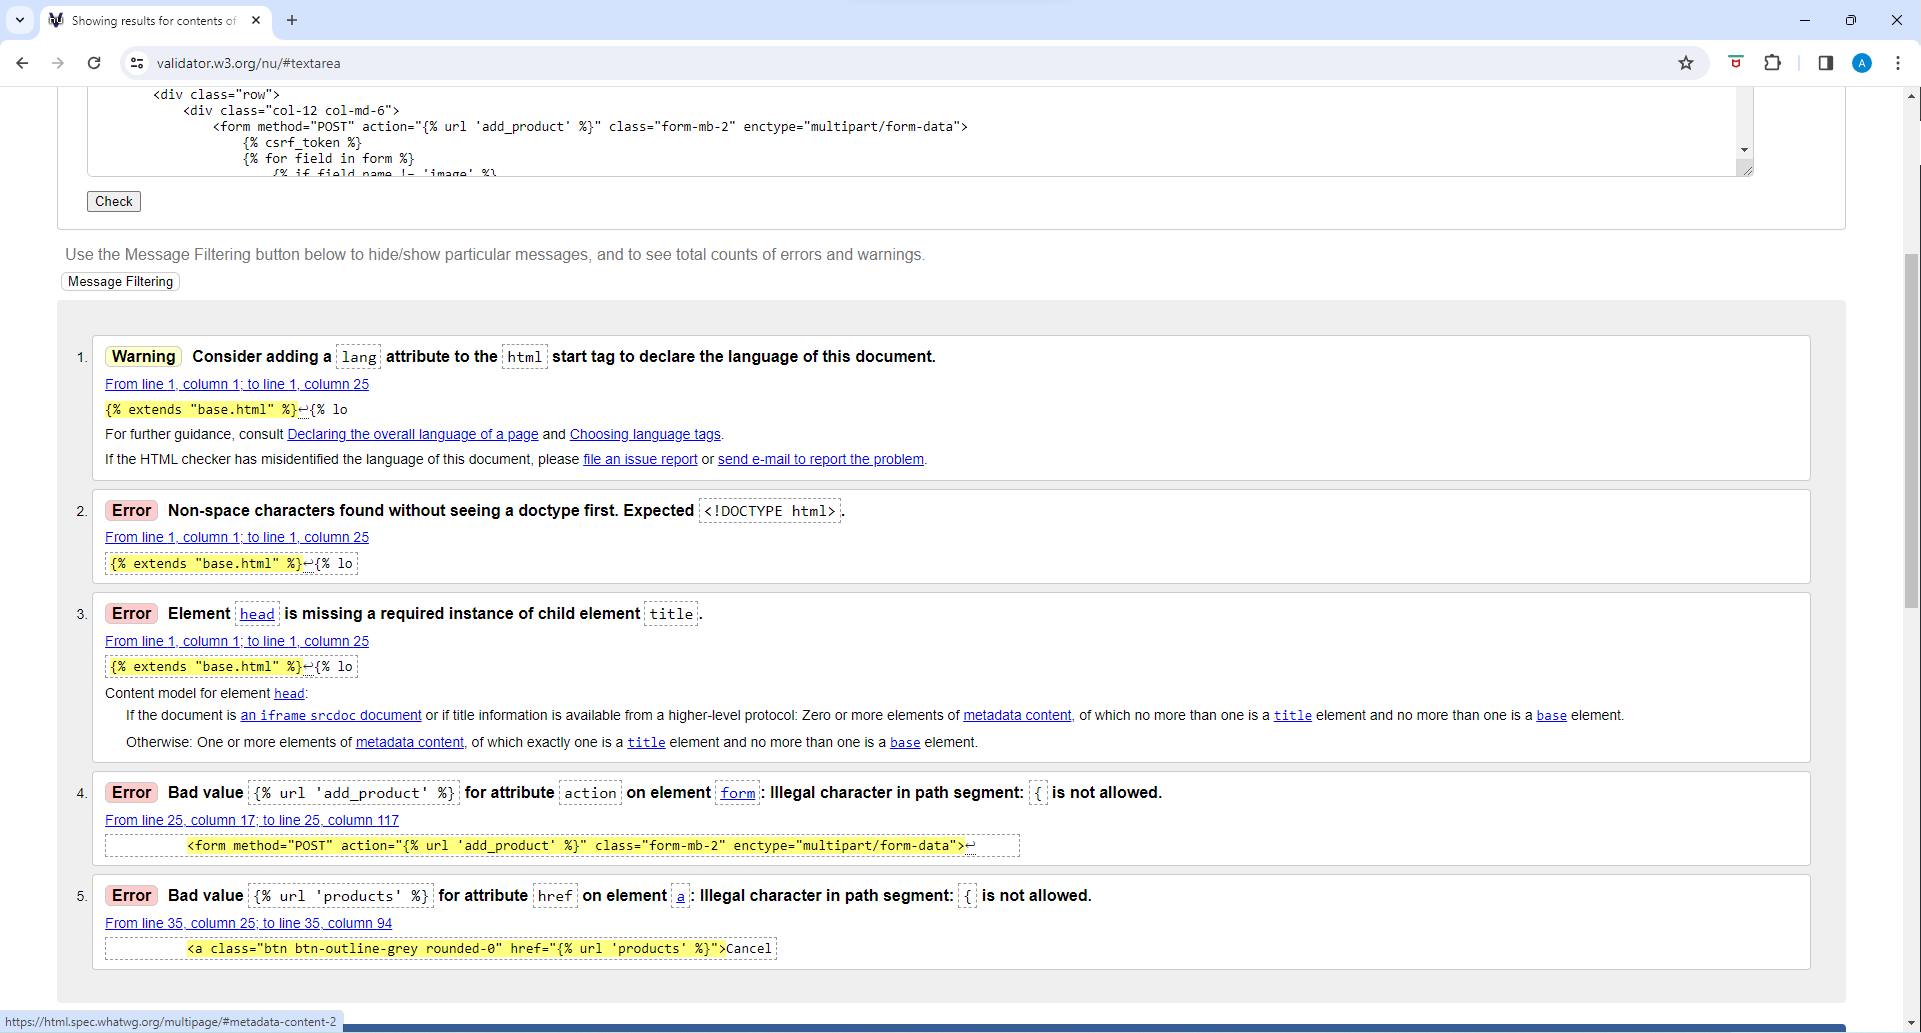 Showing results for contents of
validator.w3.org/nu/#textarea
A
<div class="row">
<div class="col-12 col-md-6">
<form method="POST" action="{% url 'add_product' %}" class="form-mb-2" enctype="multipart/form-data">
{% csrf_token %}
{% for field in form %}
{% if field.name != 'image' %}
Check
Use the Message Filtering button below to hide/show particular messages, and to see total counts of errors and warnings.
Message Filtering
1. Warning Consider adding a lang attribute to the html start tag to declare the language of this document.
From line 1, column 1; to line 1, column 25
{% extends "base.html" %}↩{% lo
For further guidance, consult Declaring the overall language of a page and Choosing language tags.
If the HTML checker has misidentified the language of this document, please file an issue report or send e-mail to report the problem.
2. Error Non-space characters found without seeing a doctype first. Expected <!DOCTYPE html>.
From line 1, column 1; to line 1, column 25
{% extends "base.html" %}↩{% lo
3. Error Element head is missing a required instance of child element title.
From line 1, column 1; to line 1, column 25
{% extends "base.html" %}↩{% lo
Content model for element head:
If the document is an iframe srcdoc document or if title information is available from a higher-level protocol: Zero or more elements of metadata content, of which no more than one is a title element and no more than one is a base element.
Otherwise: One or more elements of metadata content, of which exactly one is a title element and no more than one is a base element.
4. Error Bad value {% url 'add_product' %} for attribute action on element form: Illegal character in path segment: { is not allowed.
From line 25, column 17; to line 25, column 117
<form method="POST" action="{% url 'add_product' %}" class="form-mb-2" enctype="multipart/form-data">↩
5. Error Bad value {% url 'products' %} for attribute href on element a: Illegal character in path segment: { is not allowed.
From line 35, column 25; to line 35, column 94
<a class="btn btn-outline-grey rounded-0" href="{% url 'products' %}">Cancel
https://html.spec.whatwg.org/multipage/#metadata-content-2